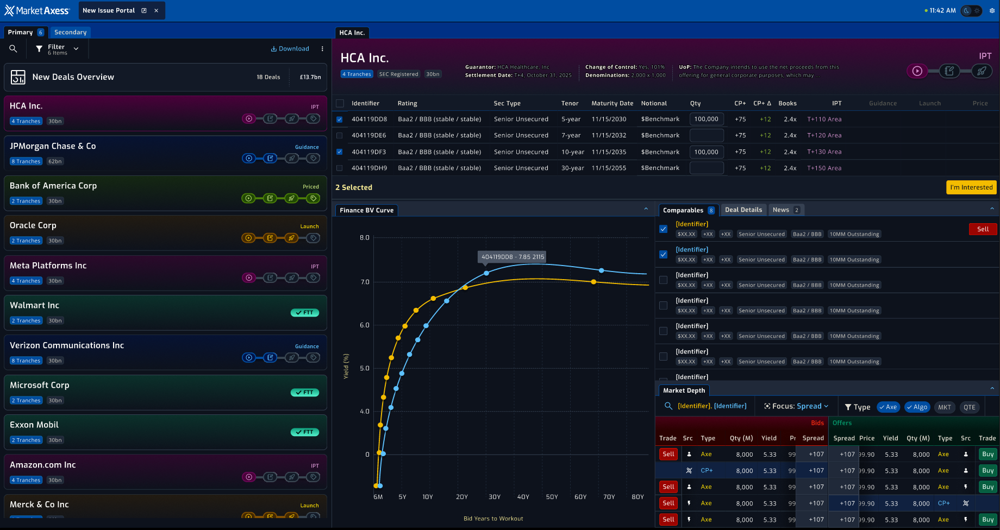 MarketAxess
New Issue Portal
11:42 AM
Primary 6
Secondary
Filter
6 Items
Download
New Deals Overview
18 Deals
£13.7bn
HCA Inc.
IPT
4 Tranches 30bn
JPMorgan Chase & Co
Guidance
8 Tranches 62bn
Bank of America Corp
Priced
2 Tranches 30bn
Oracle Corp
Launch
2 Tranches 30bn
Meta Platforms Inc
IPT
4 Tranches 30bn
Walmart Inc
FTT
2 Tranches 30bn
Verizon Communications Inc
Guidance
8 Tranches 30bn
Microsoft Corp
FTT
2 Tranches 30bn
Exxon Mobil
FTT
2 Tranches 30bn
Amazon.com Inc
IPT
4 Tranches 30bn
Merck & Co Inc
Launch
HCA Inc.
HCA Inc.
4 Tranches SEC Registered 30bn
Guarantor: HCA Healthcare, Inc
Settlement Date: T+4, October 31, 2025
Change of Control: Yes, 101%
Denominations: 2,000 x 1,000
UoP: The Company intends to use the net proceeds from this
offering for general corporate purposes, which may ...
IPT
Identifier Rating Sec Type Tenor Maturity Date Notional Qty CP+ CP+ Δ Books IPT Guidance Launch Price
404119DD8 Baa2 / BBB (stable / stable) Senior Unsecured 5-year 11/15/2030 $Benchmark 100,000 +75 +12 2.4x T+110 Area
404119DE6 Baa2 / BBB (stable / stable) Senior Unsecured 7-year 11/15/2032 $Benchmark +75 +12 2.4x T+120 Area
404119DF3 Baa2 / BBB (stable / stable) Senior Unsecured 10-year 11/15/2035 $Benchmark 100,000 +75 +12 2.4x T+130 Area
404119DH9 Baa2 / BBB (stable / stable) Senior Unsecured 30-year 11/15/2055 $Benchmark +75 +12 2.4x T+150 Area
2 Selected
I'm Interested
Finance BV Curve
8.0
404119DD8 - 7.85 2115
7.0
6.0
Yield (%)
5.0
4.0
0
6M 5Y 10Y 20Y 30Y 40Y 50Y 60Y 70Y 80Y
Bid Years to Workout
Comparables 8
Deal Details
News 2
[Identifier]
$XX.XX +XX +XX Senior Unsecured Baa2 / BBB 10MM Outstanding
Sell
[Identifier]
$XX.XX +XX +XX Senior Unsecured Baa2 / BBB 10MM Outstanding
[Identifier]
$XX.XX +XX +XX Senior Unsecured Baa2 / BBB 10MM Outstanding
[Identifier]
$XX.XX +XX +XX Senior Unsecured Baa2 / BBB 10MM Outstanding
[Identifier]
$XX.XX +XX +XX Senior Unsecured Baa2 / BBB 10MM Outstanding
[Identifier]
$XX.XX +XX +XX Senior Unsecured Baa2 / BBB 10MM Outstanding
[Identifier]
Market Depth
[Identifier], [Identifier]
Focus: Spread
Type Axe Algo MKT QTE
Bids Offers
Trade Src Type Qty (M) Yield Pr Spread Spread Price Yield Qty (M) Type Src Trade
Sell Axe 8,000 5.33 99 +107 +107 99.90 5.33 8,000 Axe Buy
CP+ 8,000 5.33 99 +107 +107 99.90 5.33 8,000 Axe Buy
Sell Axe 8,000 5.33 99 +107 +107 99.90 5.33 8,000 Axe Buy
Sell Axe 8,000 5.33 99 +107 +107 99.90 5.33 8,000 CP+
Sell Axe 8,000 5.33 99 +107 +107 99.90 5.33 8,000 Axe Buy